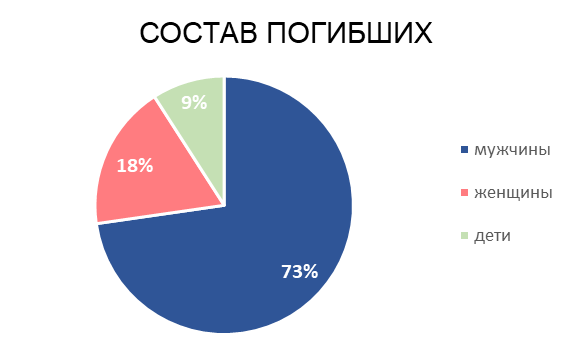 СОСТАВ ПОГИБШИХ
9%
18%
73%
мужчины
женщины
дети